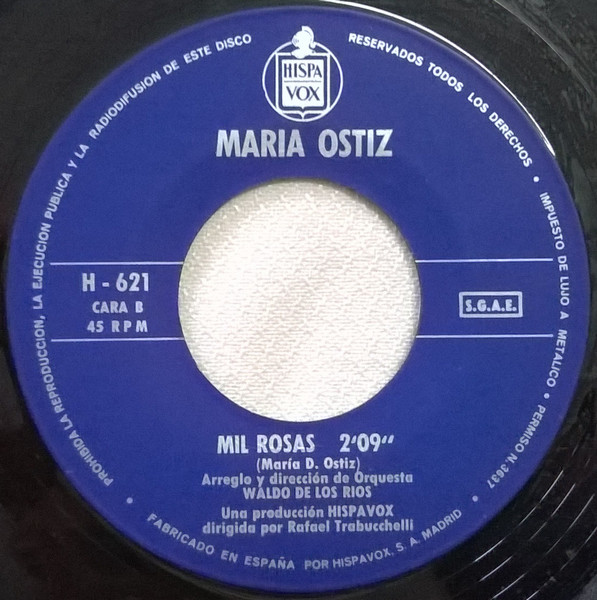 PROHIBIDA LA REPRODUCCION, LA EJECUCION PUBLICA Y LA RADIODIFUSION DE ESTE DISCO
RESERVADOS TODOS LOS DERECHOS • IMPUESTO DE LUJO A METALICO • PERMISO N.3637 •
HISPA
VOX
MARIA OSTIZ
H - 621
CARA B
45 RPM
S.G.A.E.
MIL ROSAS 2'09"
(María D. Ostiz)
Arreglo y dirección de Orquesta
WALDO DE LOS RIOS
Una producción HISPAVOX
dirigida por Rafael Trabucchelli
• FABRICADO EN ESPAÑA POR HISPAVOX, S. A. MADRID •